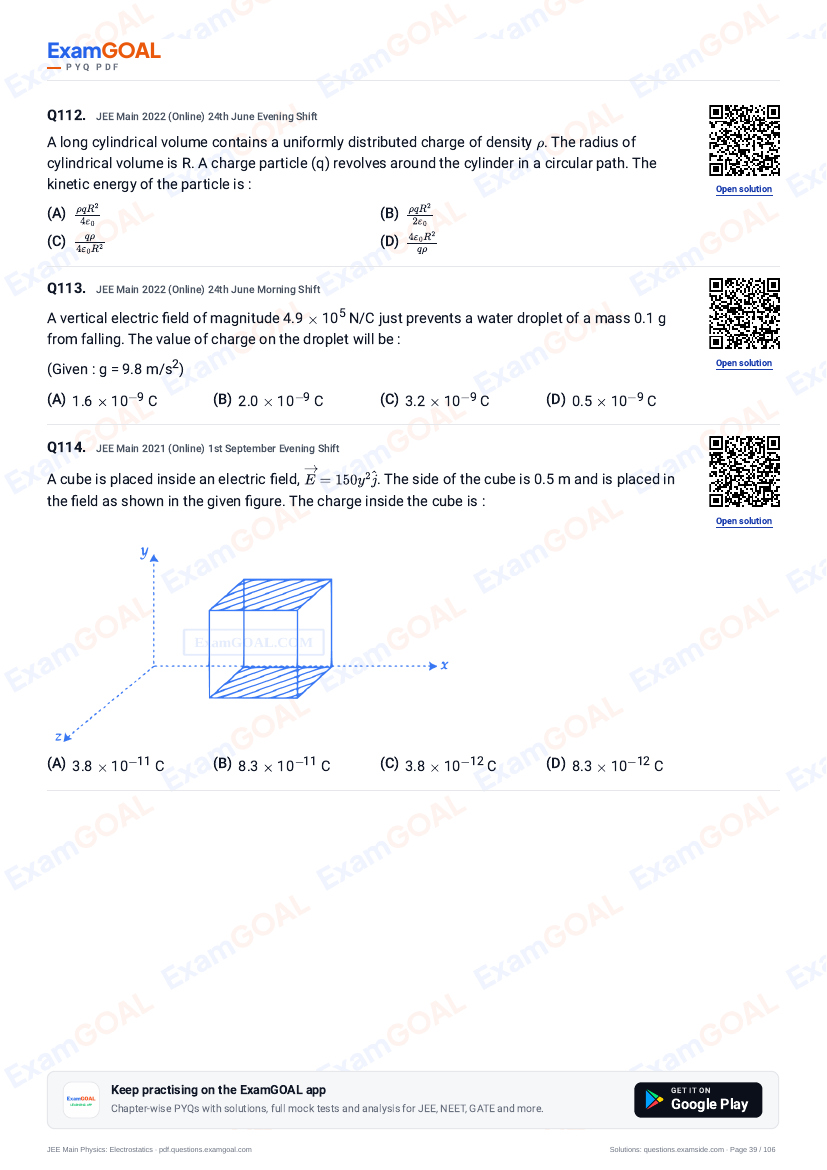 ExamGOAL
PYQ PDF
Q112. JEE Main 2022 (Online) 24th June Evening Shift
A long cylindrical volume contains a uniformly distributed charge of density ρ. The radius of
cylindrical volume is R. A charge particle (q) revolves around the cylinder in a circular path. The
kinetic energy of the particle is :
(A) ρqR²/4ε₀ (B) ρqR²/2ε₀
(C) qρ/4ε₀R² (D) 4ε₀R²/qρ
Open solution
Q113. JEE Main 2022 (Online) 24th June Morning Shift
A vertical electric field of magnitude 4.9 × 10⁵ N/C just prevents a water droplet of a mass 0.1 g
from falling. The value of charge on the droplet will be :
(Given : g = 9.8 m/s²)
(A) 1.6 × 10⁻⁹ C (B) 2.0 × 10⁻⁹ C (C) 3.2 × 10⁻⁹ C (D) 0.5 × 10⁻⁹ C
Open solution
Q114. JEE Main 2021 (Online) 1st September Evening Shift
A cube is placed inside an electric field, E⃗ = 150y²ĵ. The side of the cube is 0.5 m and is placed in
the field as shown in the given figure. The charge inside the cube is :
Open solution
y
ExamGOAL.COM
x
z
(A) 3.8 × 10⁻¹¹ C (B) 8.3 × 10⁻¹¹ C (C) 3.8 × 10⁻¹² C (D) 8.3 × 10⁻¹² C
Keep practising on the ExamGOAL app
Chapter-wise PYQs with solutions, full mock tests and analysis for JEE, NEET, GATE and more.
GET IT ON
Google Play
JEE Main Physics: Electrostatics · pdf.questions.examgoal.com
Solutions: questions.examside.com · Page 39 / 106